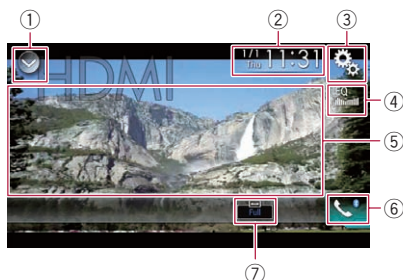 ① ② ③
HDMI
1/1 Thu 11:31
EQ
④
⑤
Full
⑥
⑦